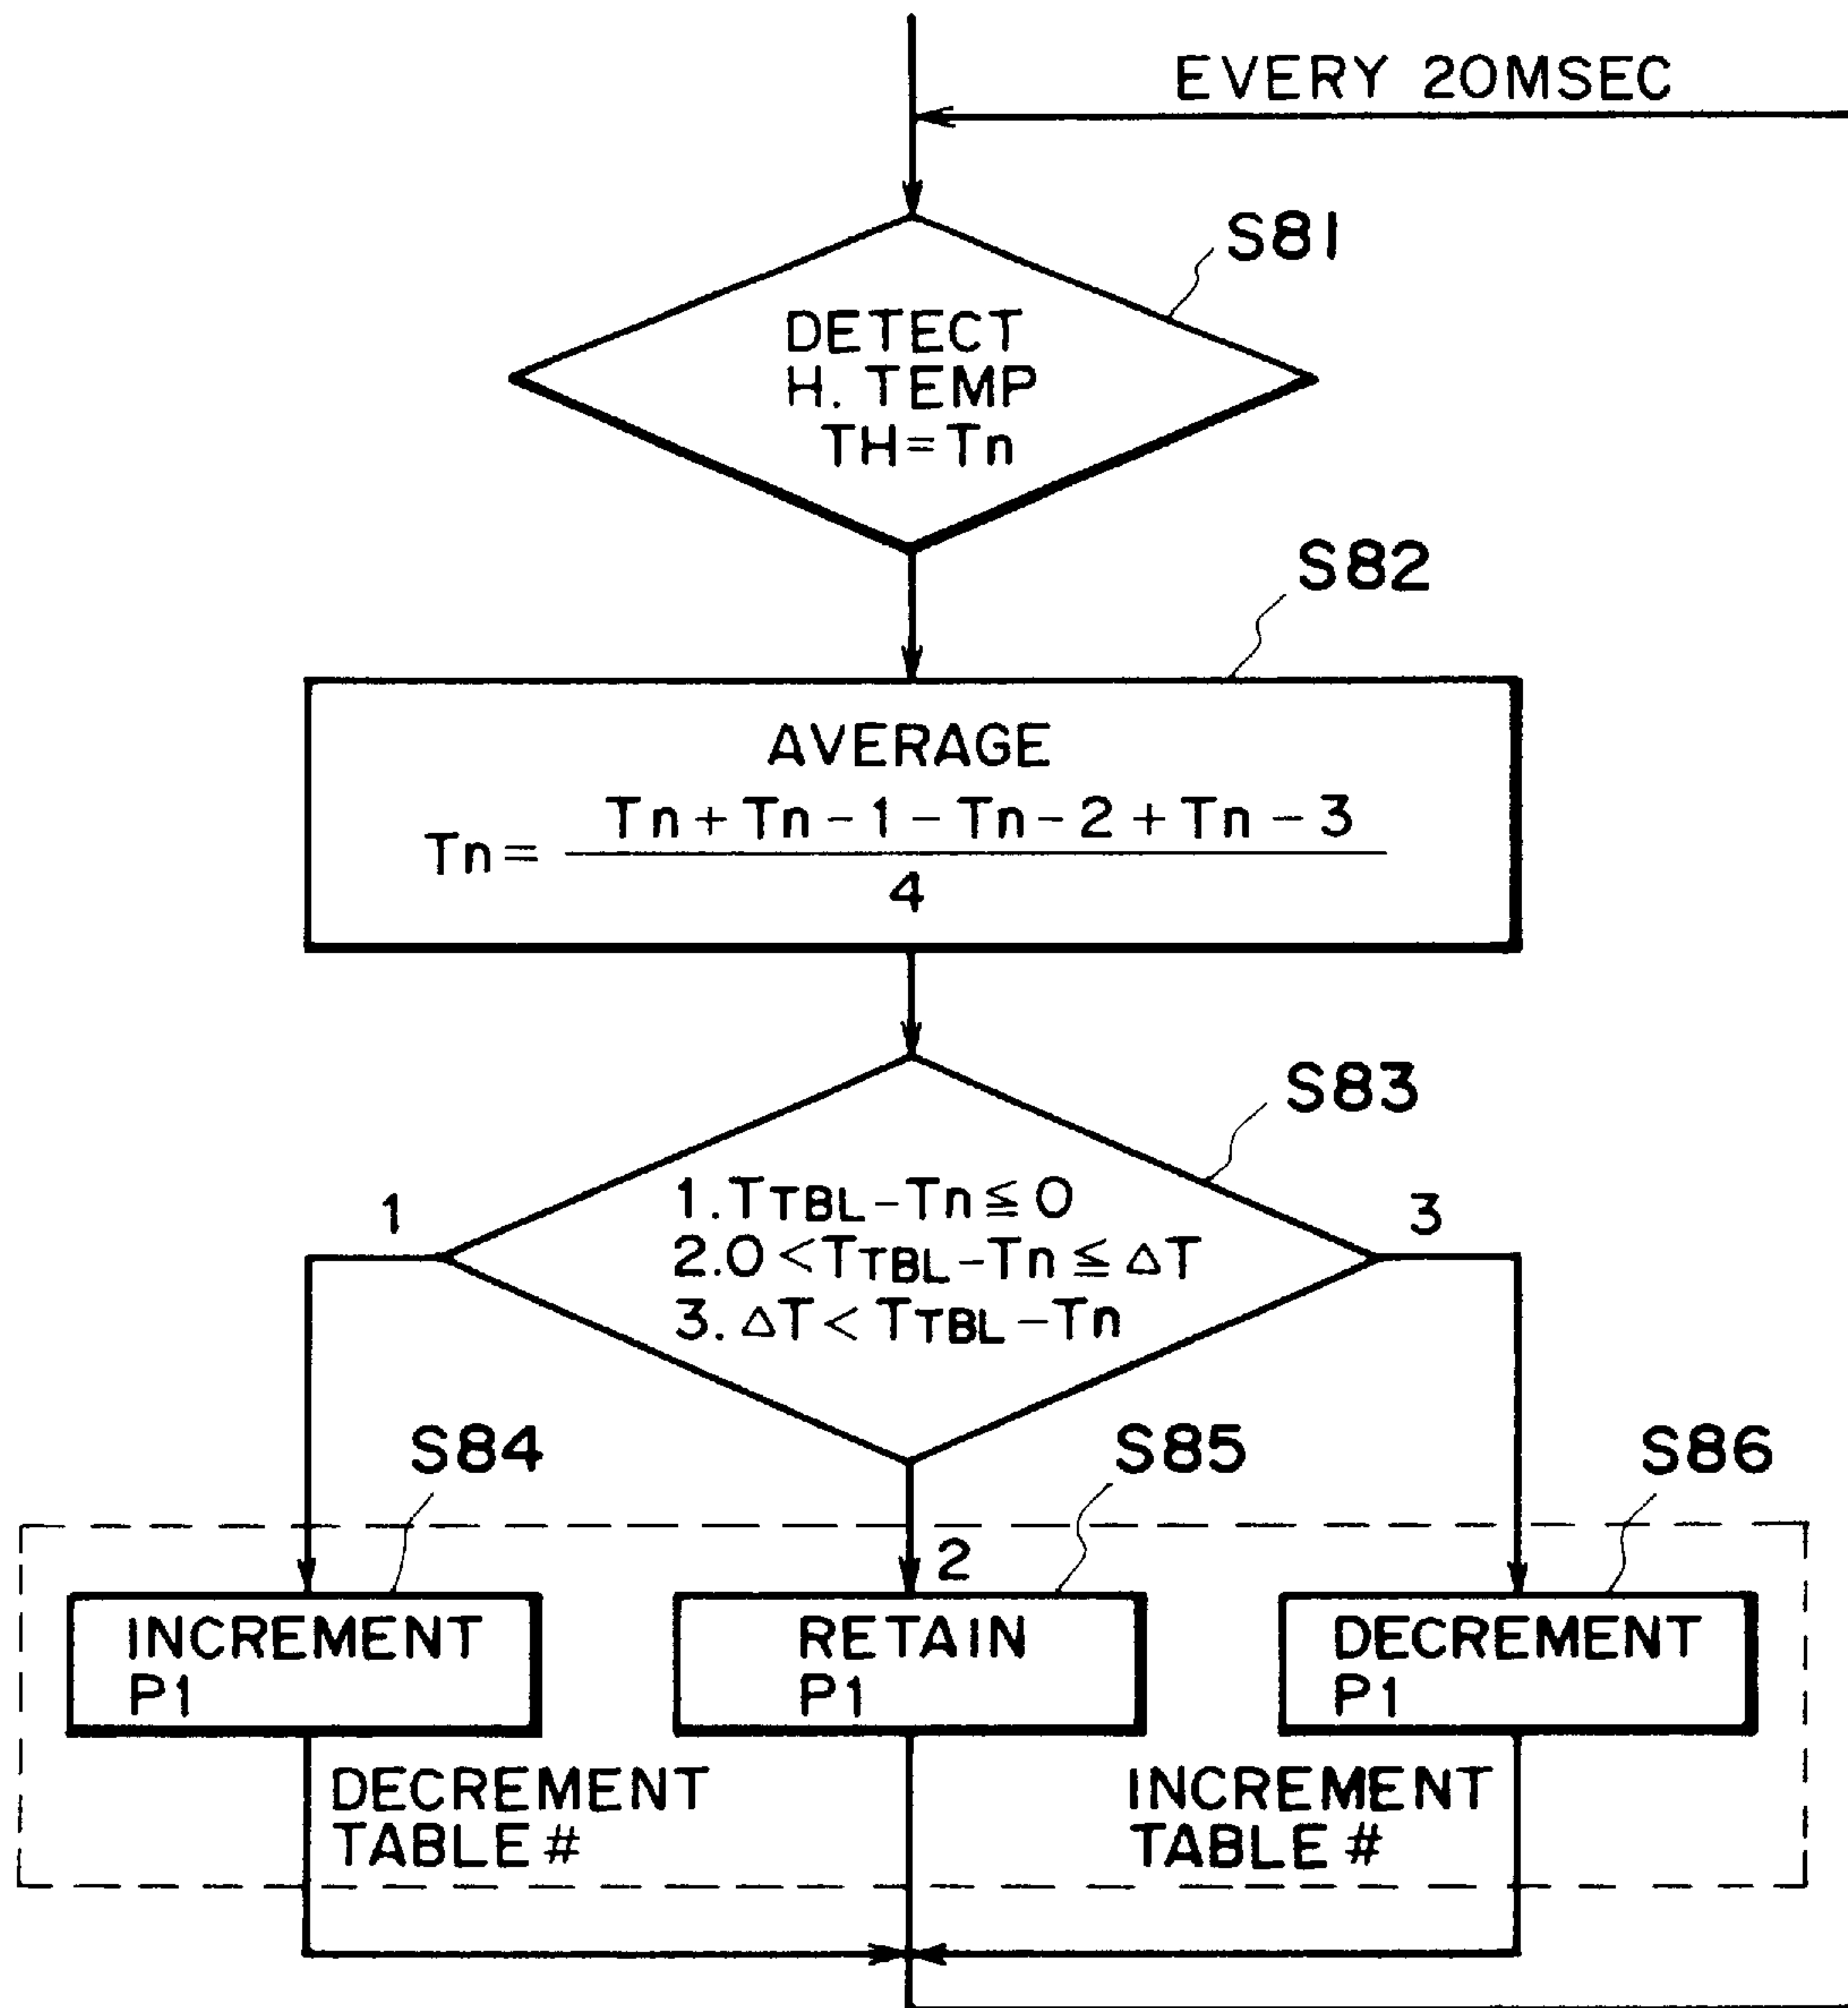 EVERY 20MSEC
S81
DETECT
H. TEMP
TH=Tn
S82
AVERAGE
Tn + Tn - 1 - Tn - 2 + Tn - 3
Tn =
4
S83
1
3
1. TTBL - Tn ≦ 0
2. 0 < TTBL - Tn ≦ ΔT
3. ΔT < TTBL - Tn
S84
S85
S86
2
INCREMENT
P1
RETAIN
P1
DECREMENT
P1
DECREMENT
TABLE #
INCREMENT
TABLE #